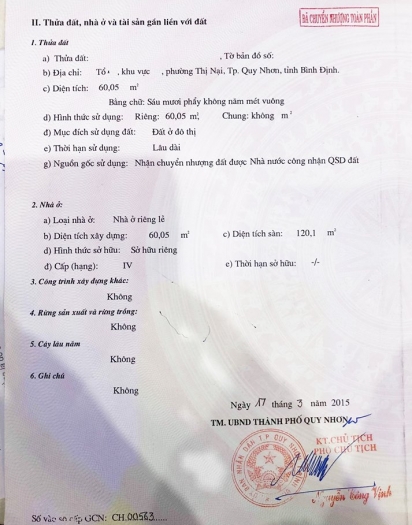 II. Thửa đất, nhà ở và tài sản gắn liền với đất
ĐÃ CHUYỂN NHƯỢNG TOÀN PHẦN
1. Thửa đất
a) Thửa đất: , Tờ bản đồ số:
b) Địa chỉ: Tổ , khu vực , phường Thị Nại, Tp. Quy Nhơn, tỉnh Bình Định.
c) Diện tích: 60,05 m²
Bằng chữ: Sáu mươi phẩy không năm mét vuông
d) Hình thức sử dụng: Riêng: 60,05 m², Chung: không m²
đ) Mục đích sử dụng đất: Đất ở đô thị
e) Thời hạn sử dụng: Lâu dài
g) Nguồn gốc sử dụng: Nhận chuyển nhượng đất được Nhà nước công nhận QSD đất
2. Nhà ở:
a) Loại nhà ở: Nhà ở riêng lẻ
b) Diện tích xây dựng: 60,05 m² c) Diện tích sàn: 120,1 m²
d) Hình thức sở hữu: Sở hữu riêng
đ) Cấp (hạng): IV e) Thời hạn sở hữu: -/-
3. Công trình xây dựng khác:
Không
4. Rừng sản xuất và rừng trồng:
Không
5. Cây lâu năm
Không
6. Ghi chú
Không
Ngày 17 tháng 3 năm 2015
TM. UBND THÀNH PHỐ QUY NHƠN
KT. CHỦ TỊCH
PHÓ CHỦ TỊCH
Nguyễn Công Vịnh
Số vào sổ cấp GCN: CH.00563